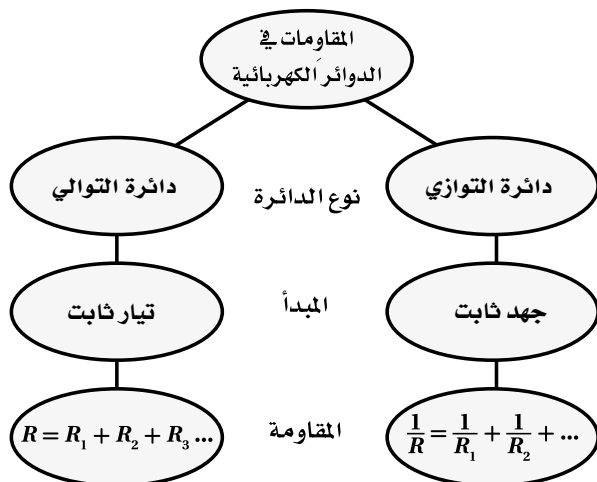 المقاومات في
الدوائر الكهربائية
دائرة التوازي
نوع الدائرة
دائرة التوالي
جهد ثابت
المبدأ
تيار ثابت
1/R = 1/R₁ + 1/R₂ + ...
المقاومة
R = R₁ + R₂ + R₃ ...